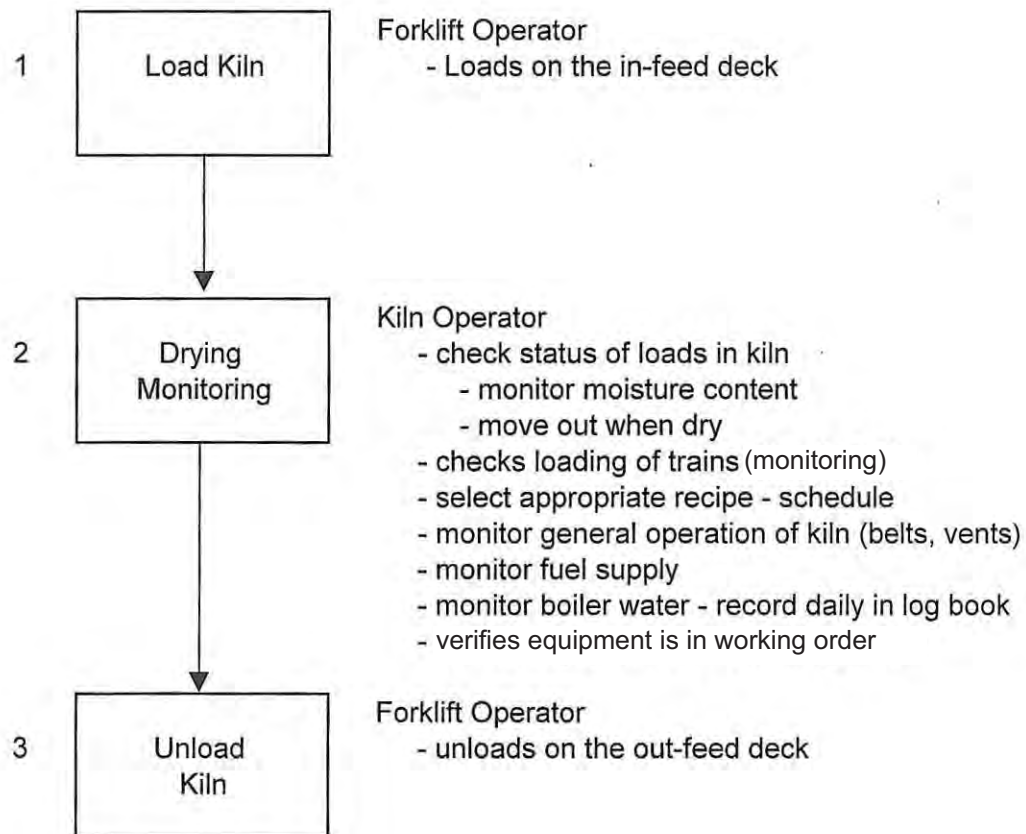 1
Load Kiln
Forklift Operator
- Loads on the in-feed deck
2
Drying
Monitoring
Kiln Operator
- check status of loads in kiln
- monitor moisture content
- move out when dry
- checks loading of trains (monitoring)
- select appropriate recipe - schedule
- monitor general operation of kiln (belts, vents)
- monitor fuel supply
- monitor boiler water - record daily in log book
- verifies equipment is in working order
3
Unload
Kiln
Forklift Operator
- unloads on the out-feed deck